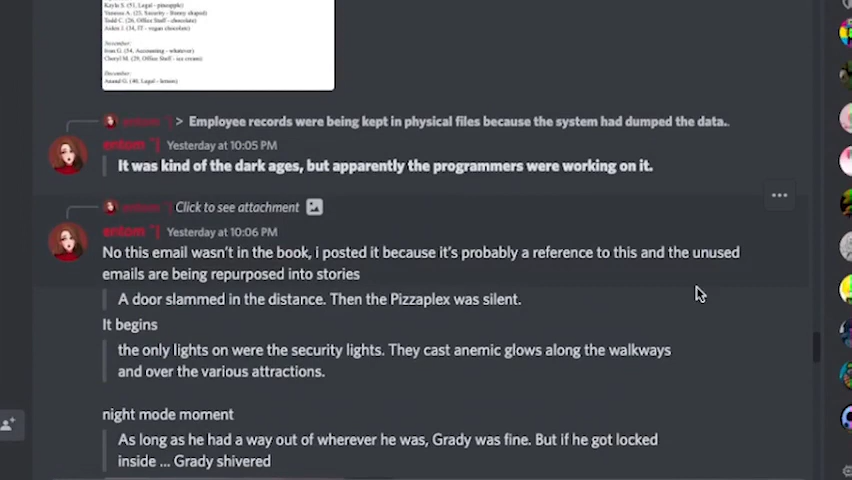 Kayla S. (51, Legal - pineapple)
Vanessa A. (23, Security - Bunny shaped)
Todd C. (26, Office Staff - chocolate)
Aiden J. (34, IT - vegan chocolate)
November:
Ivan G. (54, Accounting - whatever)
Cheryl M. (29, Office Staff - ice cream)
December:
Anand G. (40, Legal - lemon)
> Employee records were being kept in physical files because the system had dumped the data..
Yesterday at 10:05 PM
It was kind of the dark ages, but apparently the programmers were working on it.
Click to see attachment
Yesterday at 10:06 PM
No this email wasn't in the book, i posted it because it's probably a reference to this and the unused
emails are being repurposed into stories
A door slammed in the distance. Then the Pizzaplex was silent.
It begins
the only lights on were the security lights. They cast anemic glows along the walkways
and over the various attractions.
night mode moment
As long as he had a way out of wherever he was, Grady was fine. But if he got locked
inside ... Grady shivered